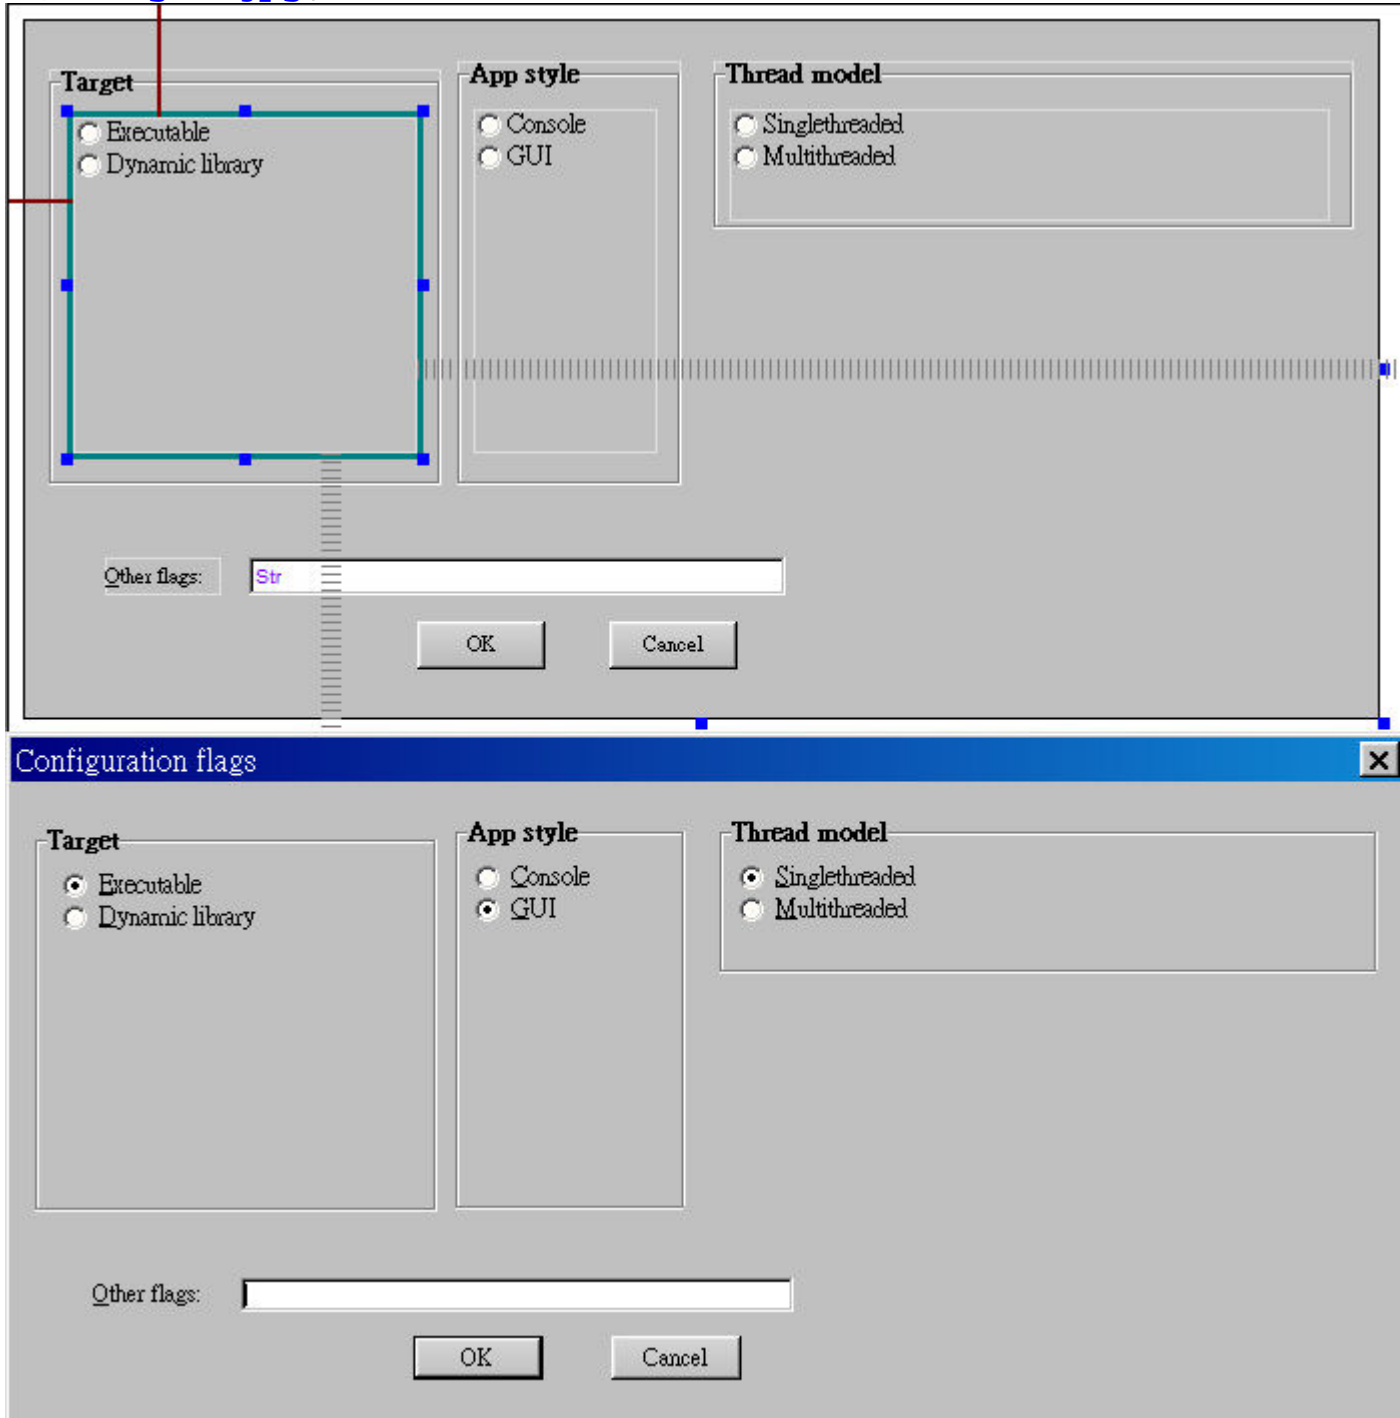 Target
App style
Thread model
Executable
Dynamic library
Console
GUI
Singlethreaded
Multithreaded
Other flags:
Str
OK
Cancel
Configuration flags
Target
App style
Thread model
Executable
Dynamic library
Console
GUI
Singlethreaded
Multithreaded
Other flags:
OK
Cancel